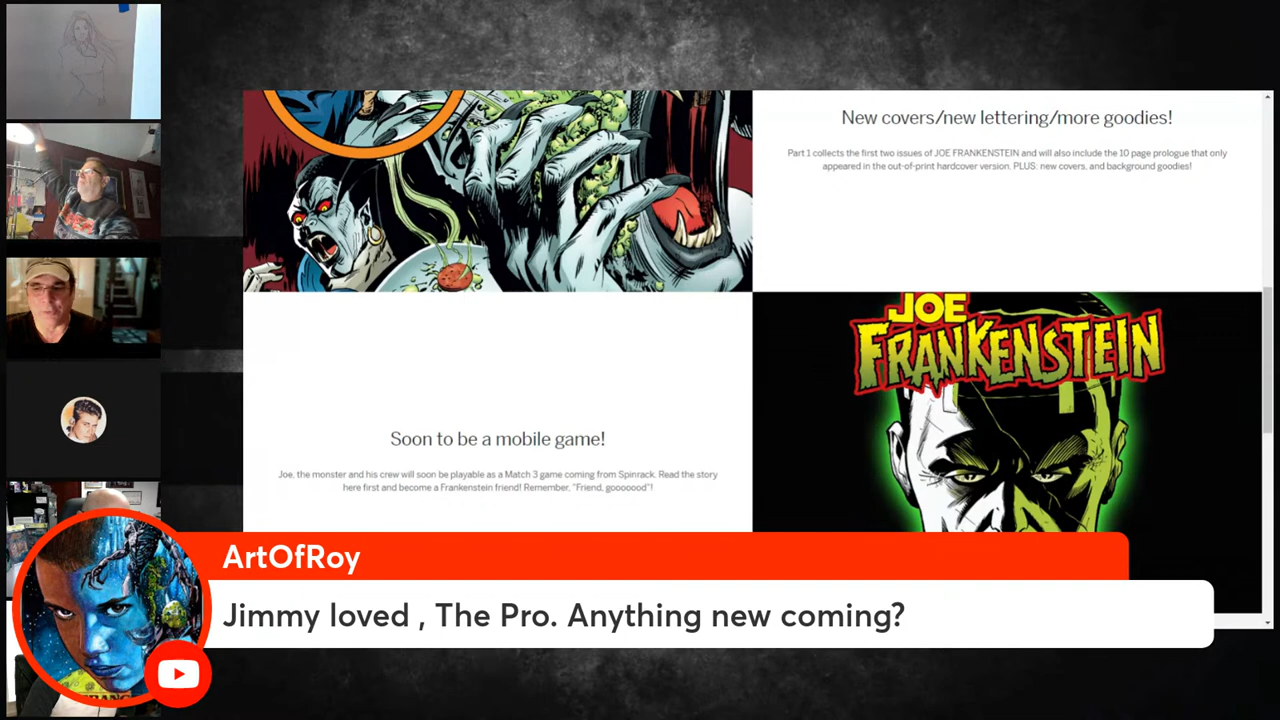 New covers/new lettering/more goodies!
Part 1 collects the first two issues of JOE FRANKENSTEIN and will also include the 10 page prologue that only
appeared in the out-of-print hardcover version. PLUS: new covers, and background goodies!
JOE
FRANKENSTEIN
Soon to be a mobile game!
Joe, the monster and his crew will soon be playable as a Match 3 game coming from Spinrack. Read the story
here first and become a Frankenstein friend! Remember, "Friend, gooooood"!
ArtOfRoy
Jimmy loved , The Pro. Anything new coming?